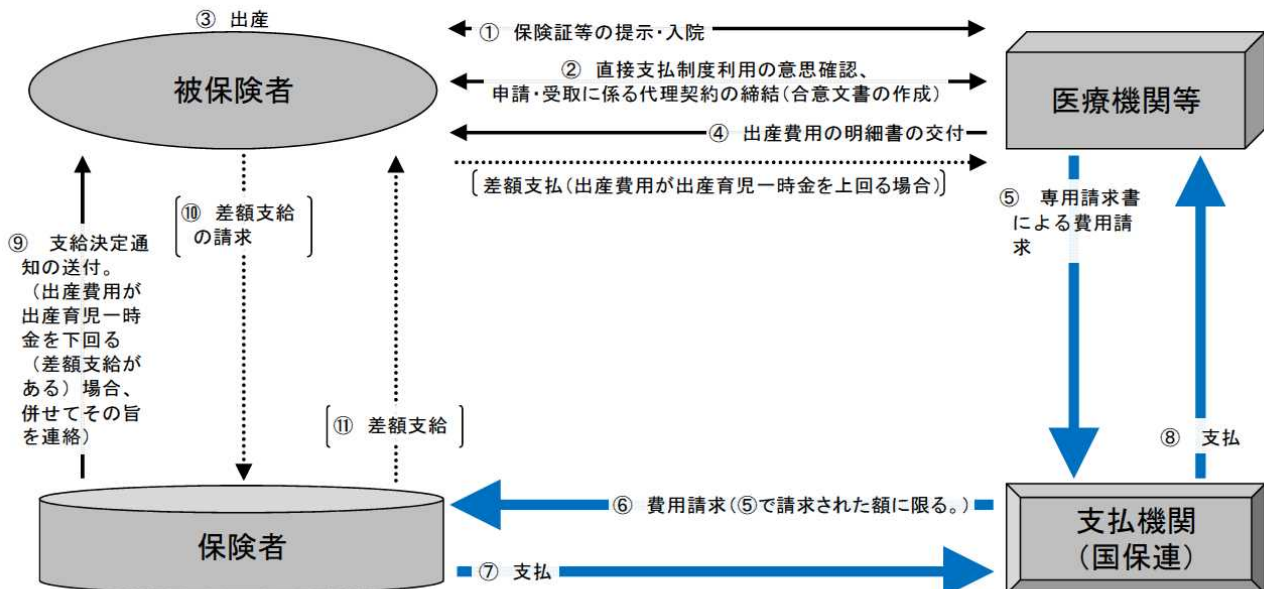 ③ 出産
① 保険証等の提示・入院
被保険者
② 直接支払制度利用の意思確認、
申請・受取に係る代理契約の締結(合意文書の作成)
医療機関等
④ 出産費用の明細書の交付
差額支払(出産費用が出産育児一時金を上回る場合)
⑤ 専用請求書
による費用請
求
⑩ 差額支給
の請求
⑨ 支給決定通
知の送付。
(出産費用が
出産育児一時
金を下回る
(差額支給が
ある)場合、
併せてその旨
を連絡)
⑪ 差額支給
⑧ 支払
⑥ 費用請求(⑤で請求された額に限る。)
保険者
支払機関
(国保連)
⑦ 支払